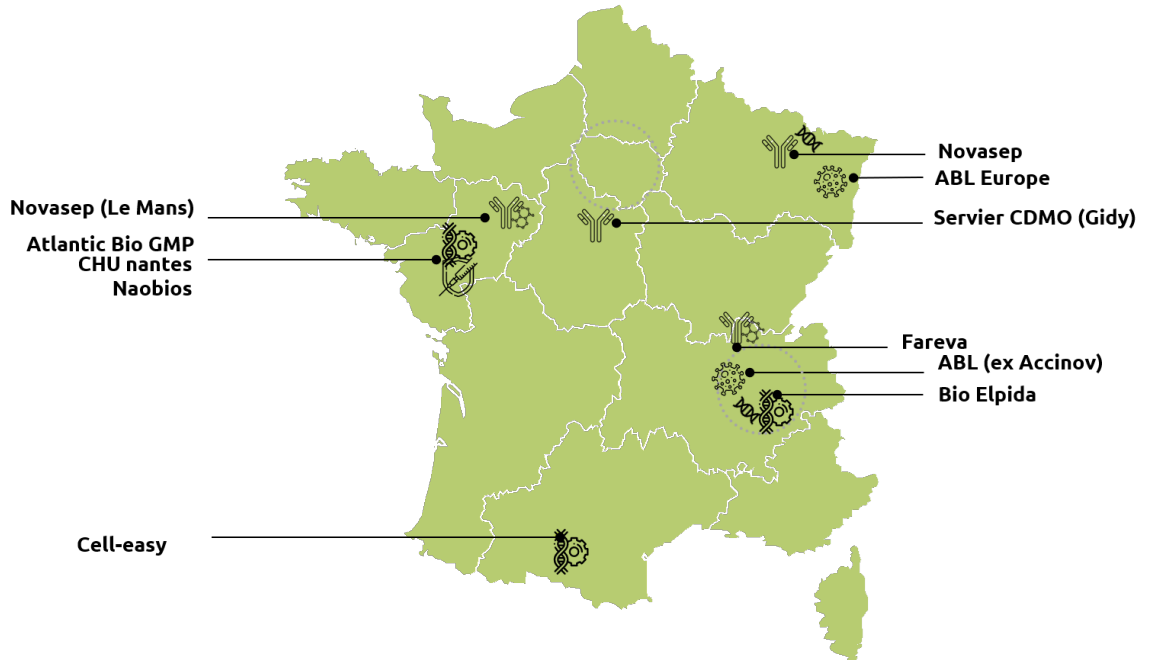 Novasep
ABL Europe
Novasep (Le Mans)
Servier CDMO (Gidy)
Atlantic Bio GMP
CHU nantes
Naobios
Fareva
ABL (ex Accinov)
Bio Elpida
Cell-easy